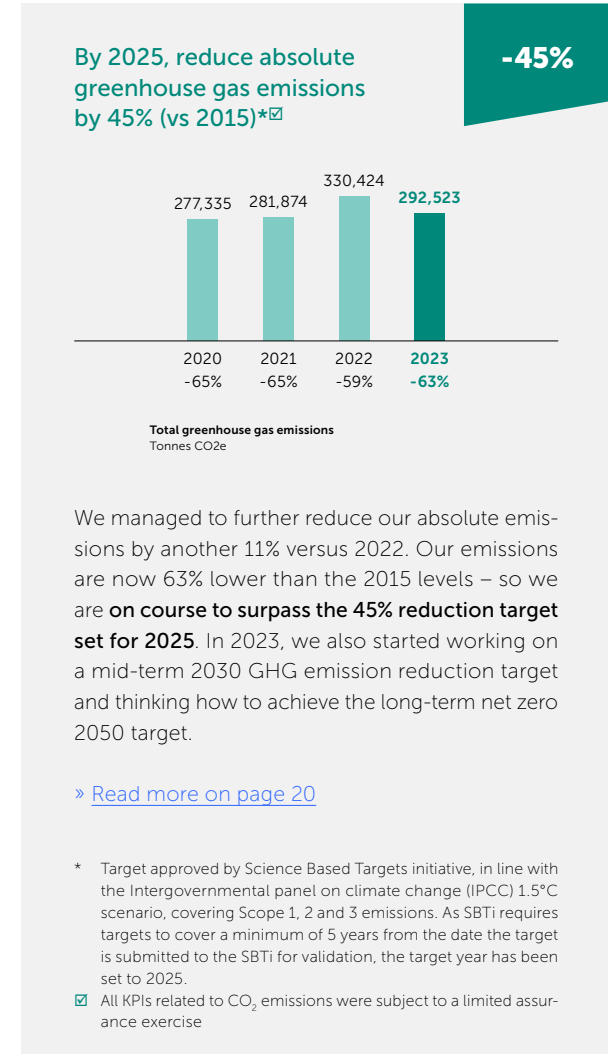 By 2025, reduce absolute
greenhouse gas emissions
by 45% (vs 2015)*☑
-45%
277,335
281,874
330,424
292,523
2020
2021
2022
2023
-65%
-65%
-59%
-63%
Total greenhouse gas emissions
Tonnes CO2e
We managed to further reduce our absolute emis-
sions by another 11% versus 2022. Our emissions
are now 63% lower than the 2015 levels – so we
are on course to surpass the 45% reduction target
set for 2025. In 2023, we also started working on
a mid-term 2030 GHG emission reduction target
and thinking how to achieve the long-term net zero
2050 target.
» Read more on page 20
* Target approved by Science Based Targets initiative, in line with
the Intergovernmental panel on climate change (IPCC) 1.5°C
scenario, covering Scope 1, 2 and 3 emissions. As SBTi requires
targets to cover a minimum of 5 years from the date the target
is submitted to the SBTi for validation, the target year has been
set to 2025.
☑ All KPIs related to CO₂ emissions were subject to a limited assur-
ance exercise